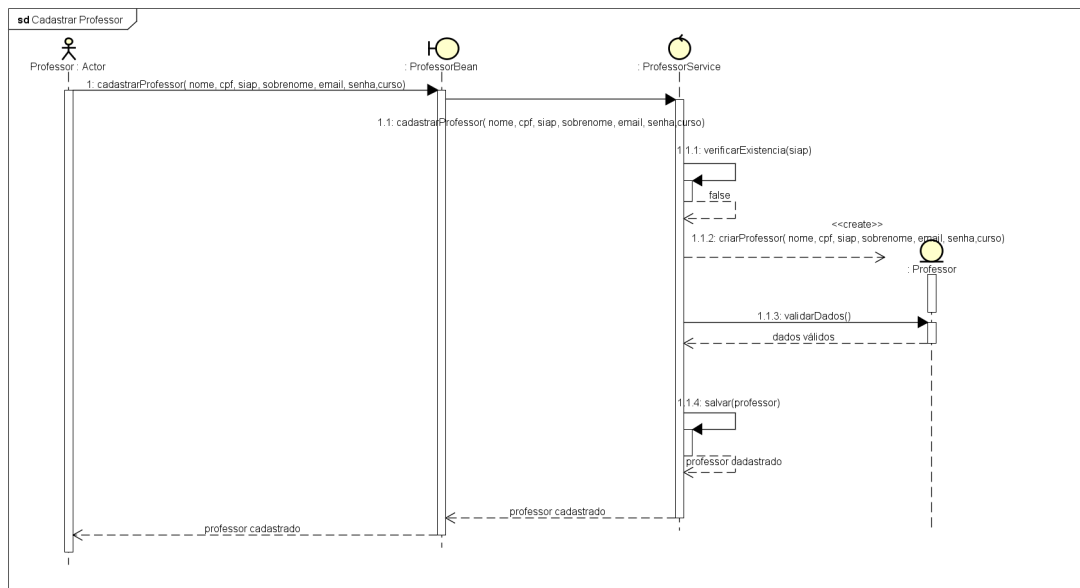 sd Cadastrar Professor
Professor : Actor
: ProfessorBean
: ProfessorService
1: cadastrarProfessor( nome, cpf, siap, sobrenome, email, senha,curso)
1.1: cadastrarProfessor( nome, cpf, siap, sobrenome, email, senha,curso)
1.1.1: verificarExistencia(siap)
false
<<create>>
1.1.2: criarProfessor( nome, cpf, siap, sobrenome, email, senha,curso)
: Professor
1.1.3: validarDados()
dados válidos
1.1.4: salvar(professor)
professor cadastrado
professor cadastrado
professor cadastrado